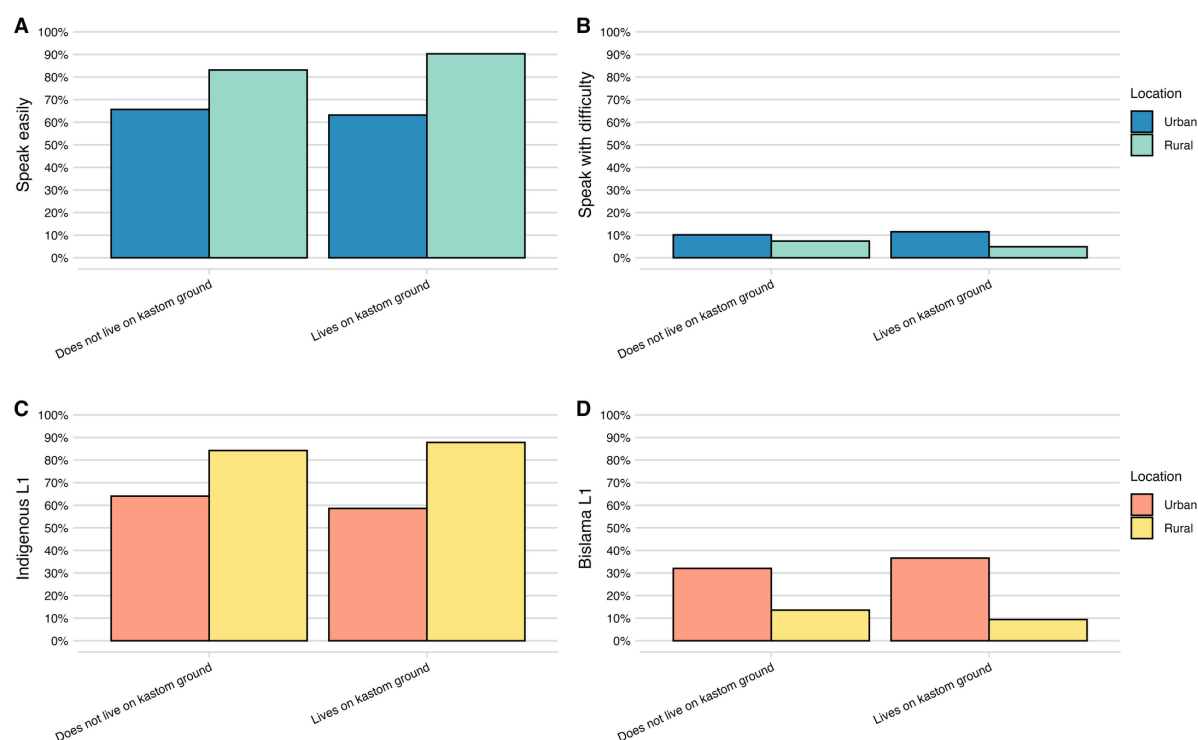 A
Speak easily
100%
90%
80%
70%
60%
50%
40%
30%
20%
10%
0%
Does not live on kastom ground
Lives on kastom ground
B
Speak with difficulty
100%
90%
80%
70%
60%
50%
40%
30%
20%
10%
0%
Does not live on kastom ground
Lives on kastom ground
Location
Urban
Rural
C
Indigenous L1
100%
90%
80%
70%
60%
50%
40%
30%
20%
10%
0%
Does not live on kastom ground
Lives on kastom ground
D
Bislama L1
100%
90%
80%
70%
60%
50%
40%
30%
20%
10%
0%
Does not live on kastom ground
Lives on kastom ground
Location
Urban
Rural